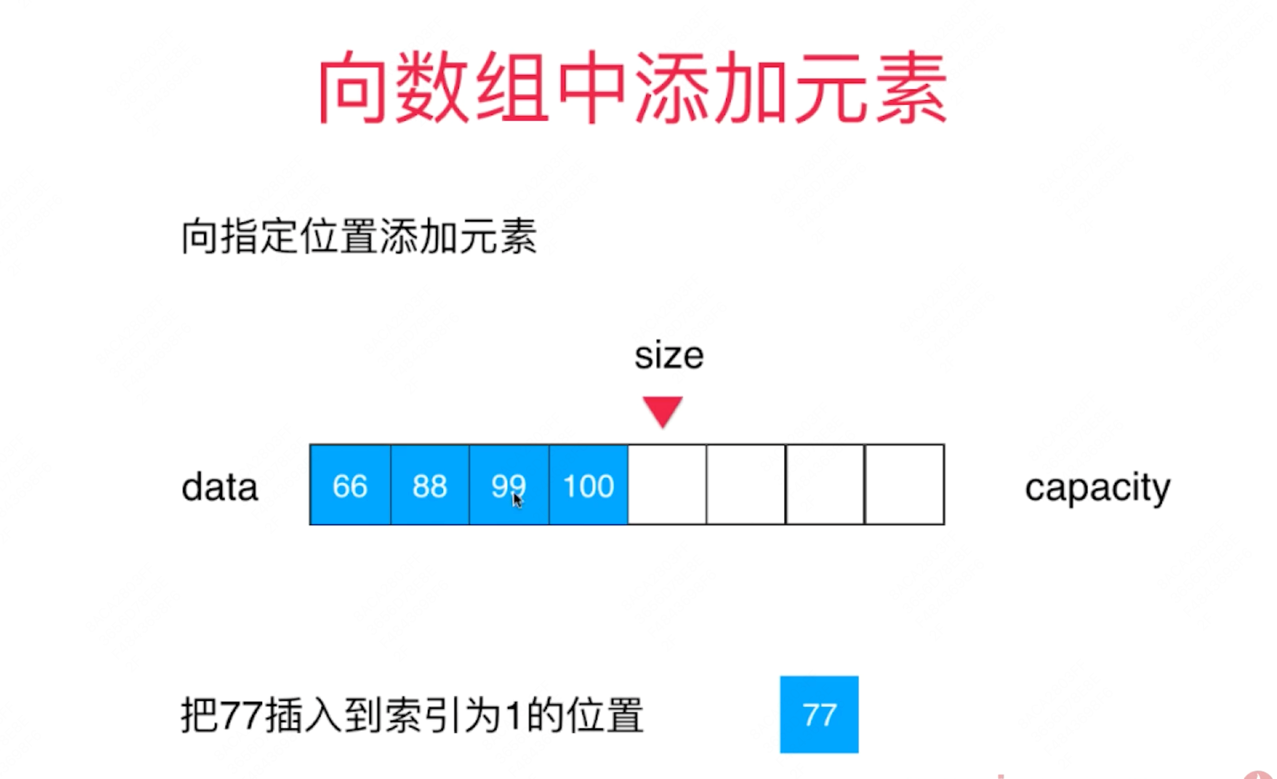 向数组中添加元素
向指定位置添加元素
size
data 66 88 99 100 capacity
把77插入到索引为1的位置 77